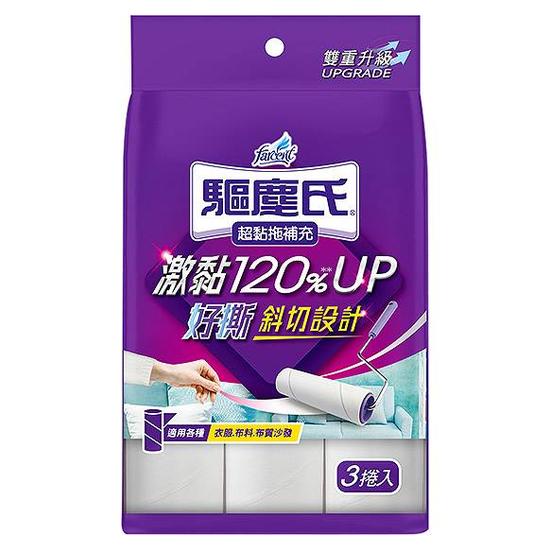 雙重升級
UPGRADE
farcent
驅塵氏®
超黏拖補充
激黏120%**UP
好撕 斜切設計
適用各種
衣服.布料.布質沙發
3捲入